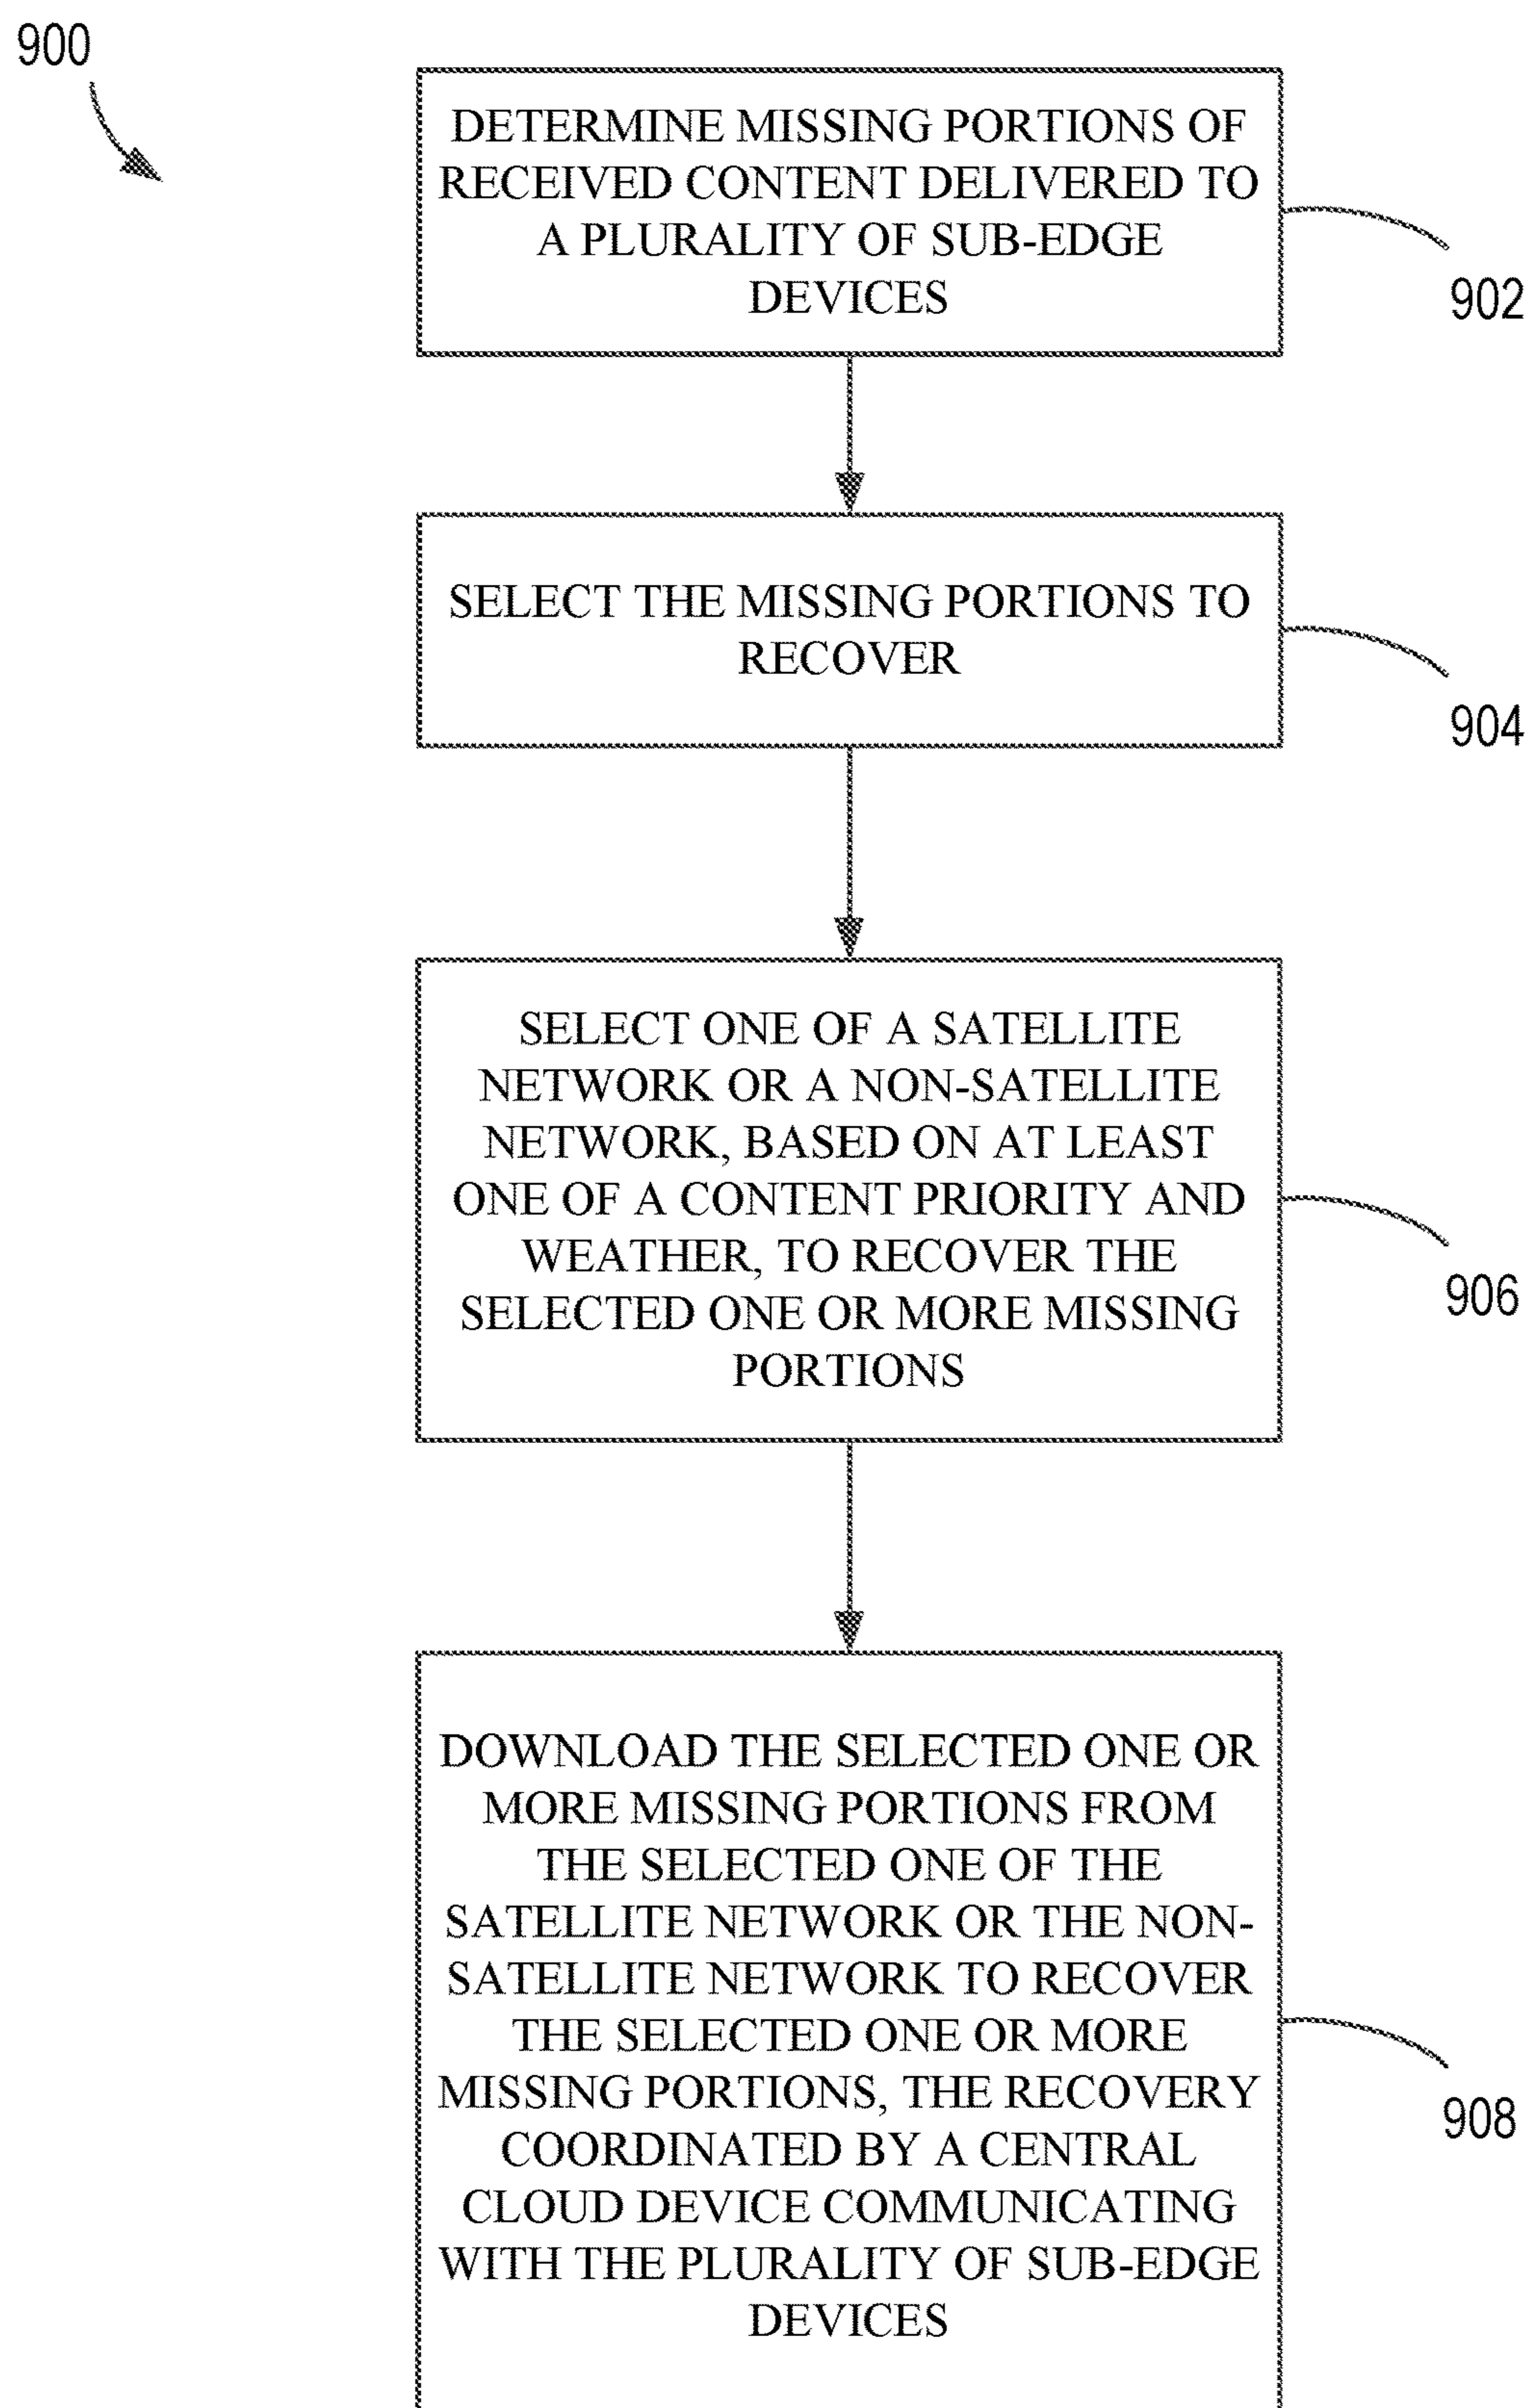 900
DETERMINE MISSING PORTIONS OF
RECEIVED CONTENT DELIVERED TO
A PLURALITY OF SUB-EDGE
DEVICES
902
SELECT THE MISSING PORTIONS TO
RECOVER
904
SELECT ONE OF A SATELLITE
NETWORK OR A NON-SATELLITE
NETWORK, BASED ON AT LEAST
ONE OF A CONTENT PRIORITY AND
WEATHER, TO RECOVER THE
SELECTED ONE OR MORE MISSING
PORTIONS
906
DOWNLOAD THE SELECTED ONE OR
MORE MISSING PORTIONS FROM
THE SELECTED ONE OF THE
SATELLITE NETWORK OR THE NON-
SATELLITE NETWORK TO RECOVER
THE SELECTED ONE OR MORE
MISSING PORTIONS, THE RECOVERY
COORDINATED BY A CENTRAL
CLOUD DEVICE COMMUNICATING
WITH THE PLURALITY OF SUB-EDGE
DEVICES
908